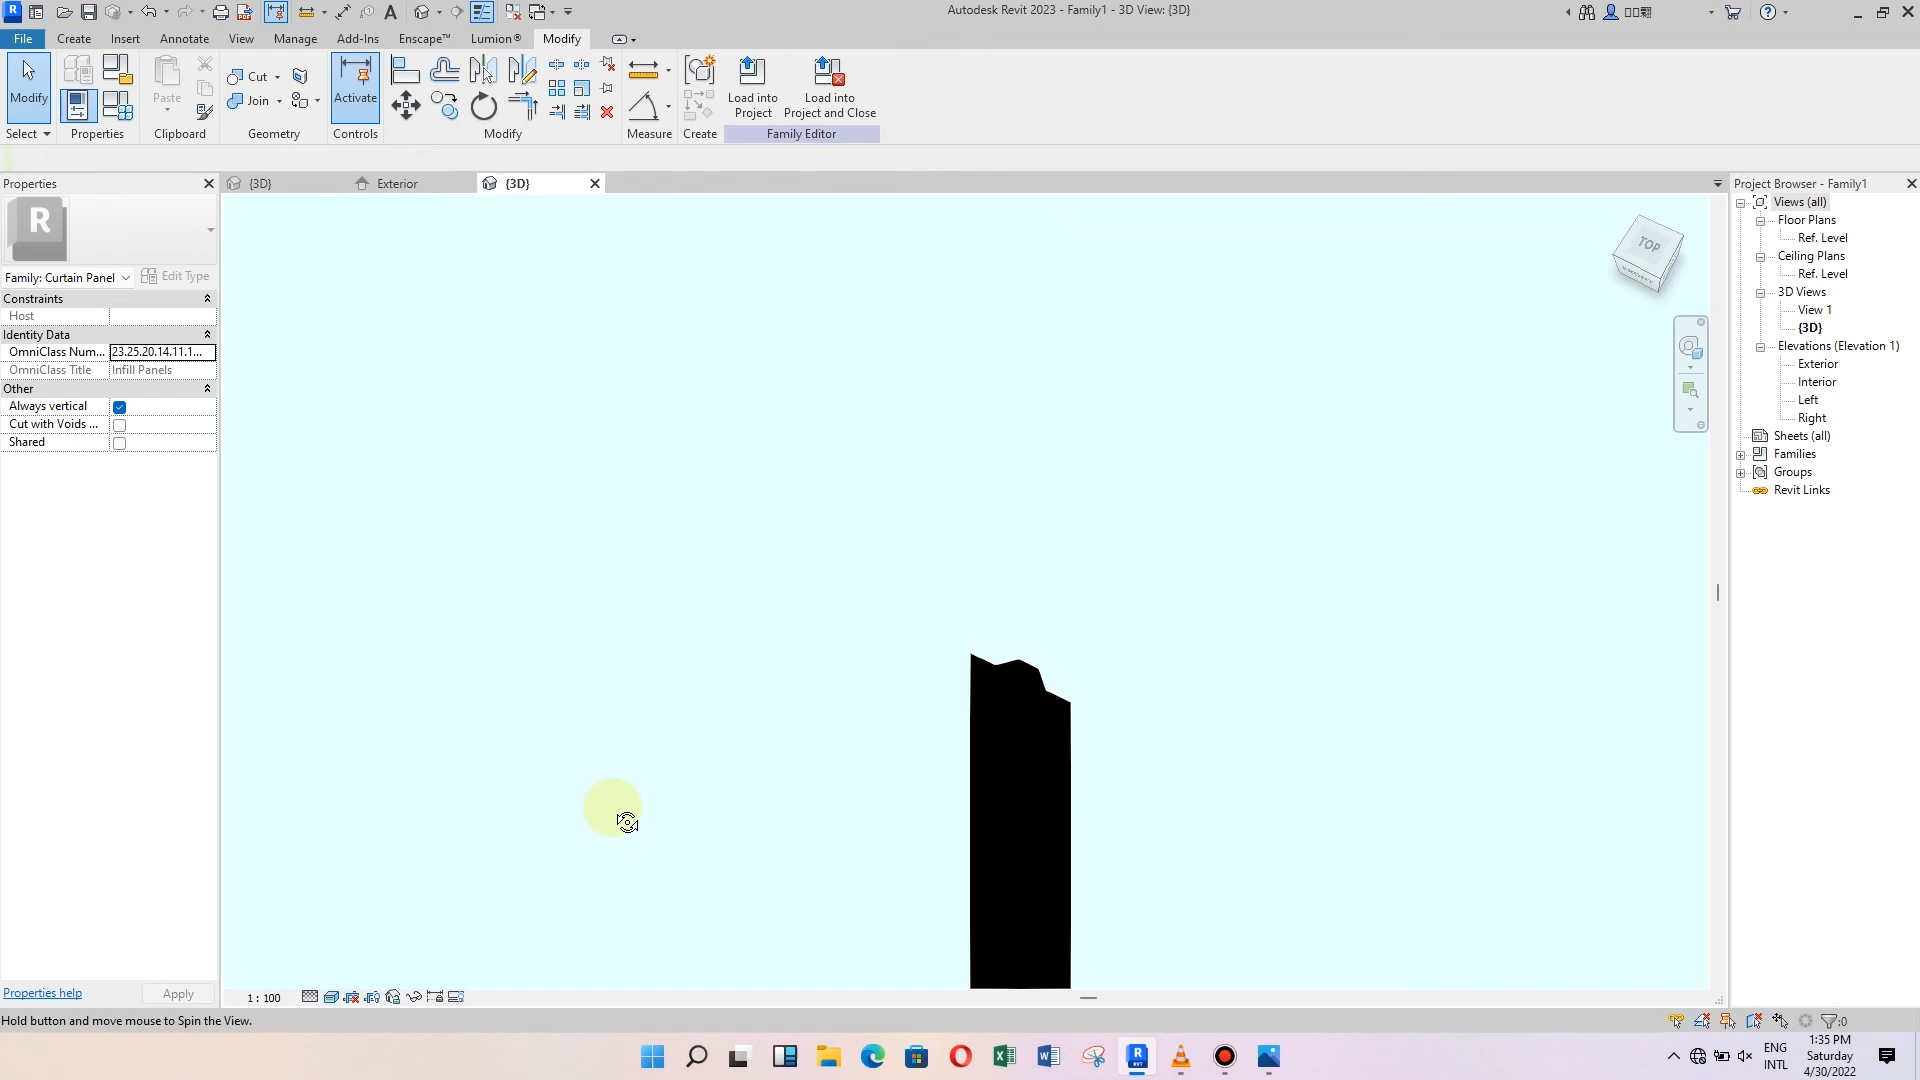 Autodesk Revit 2023 - Family1 - 3D View: {3D}
File Create Insert Annotate View Manage Add-Ins Enscape™ Lumion® Modify
Modify
Select
Properties
Paste
Clipboard
Cut
Join
Geometry
Activate
Controls
Modify
Measure
Create
Load into
Project
Load into
Project and Close
Family Editor
Properties
{3D}
Exterior
{3D}
Project Browser - Family1
R
Family: Curtain Panel
Edit Type
Constraints
Host
Identity Data
OmniClass Num... 23.25.20.14.11.1...
OmniClass Title Infill Panels
Other
Always vertical
Cut with Voids ...
Shared
TOP
Views (all)
Floor Plans
Ref. Level
Ceiling Plans
Ref. Level
3D Views
View 1
{3D}
Elevations (Elevation 1)
Exterior
Interior
Left
Right
Sheets (all)
Families
Groups
Revit Links
Properties help
Apply
1 : 100
Hold button and move mouse to Spin the View.
:0
ENG
INTL
1:35 PM
Saturday
4/30/2022